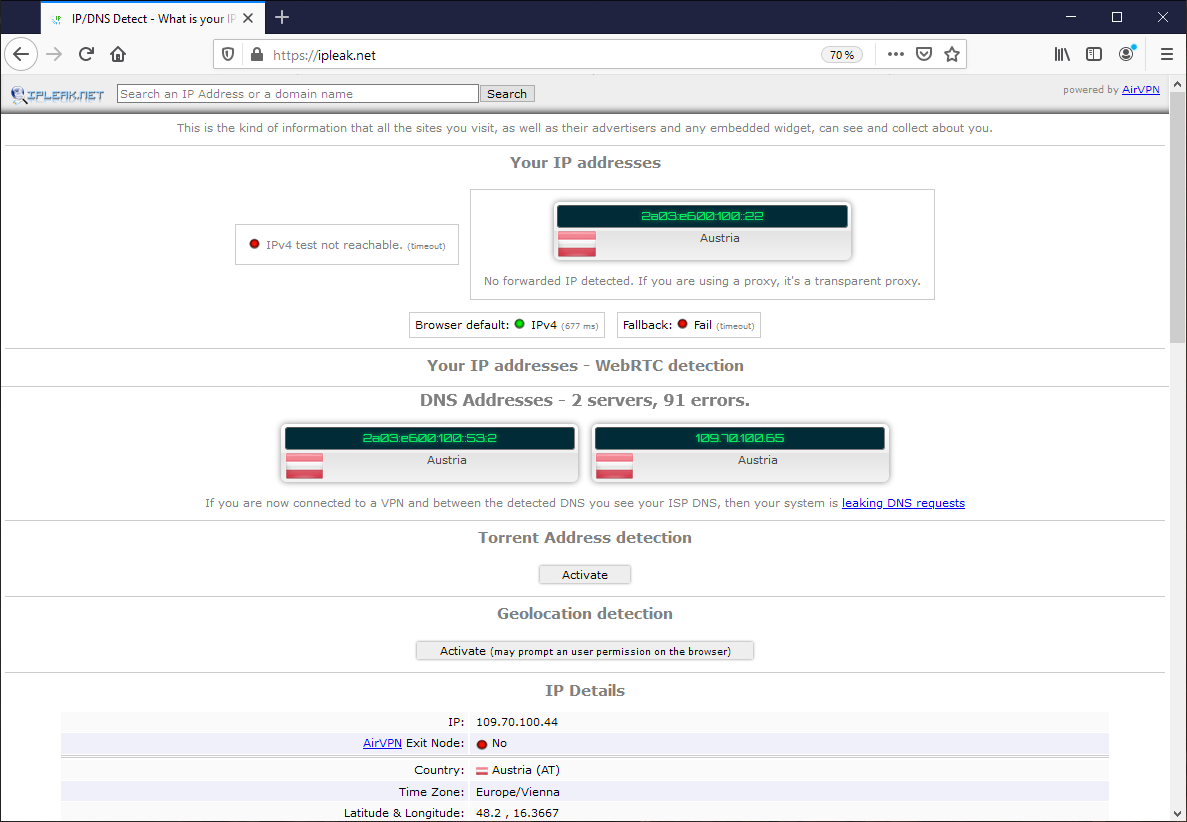 IP/DNS Detect - What is your IP
https://ipleak.net
70 %
IPLEAK.NET
Search an IP Address or a domain name
Search
powered by AirVPN
This is the kind of information that all the sites you visit, as well as their advertisers and any embedded widget, can see and collect about you.
Your IP addresses
IPv4 test not reachable. (timeout)
2a03:e600:100::22
Austria
No forwarded IP detected. If you are using a proxy, it's a transparent proxy.
Browser default: IPv4 (677 ms)
Fallback: Fail (timeout)
Your IP addresses - WebRTC detection
DNS Addresses - 2 servers, 91 errors.
2a03:e600:100::53:2
Austria
109.70.100.65
Austria
If you are now connected to a VPN and between the detected DNS you see your ISP DNS, then your system is leaking DNS requests
Torrent Address detection
Activate
Geolocation detection
Activate (may prompt an user permission on the browser)
IP Details
IP: 109.70.100.44
AirVPN Exit Node: No
Country: Austria (AT)
Time Zone: Europe/Vienna
Latitude & Longitude: 48.2 , 16.3667